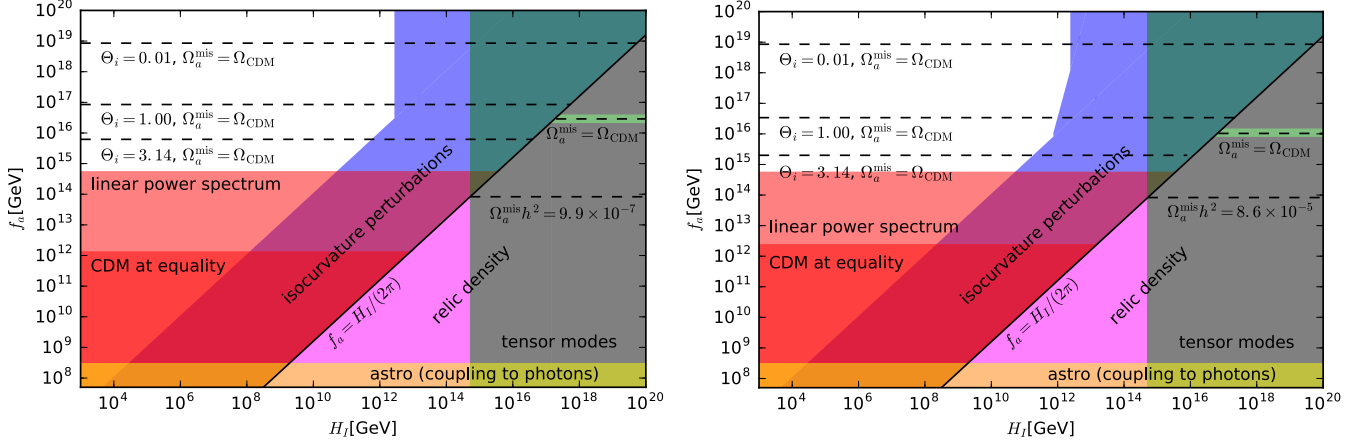 10^20
10^19
10^18
10^17
10^16
10^15
10^14
10^13
10^12
10^11
10^10
10^9
10^8
f_a[GeV]
Θ_i = 0.01, Ω_a^mis = Ω_CDM
Θ_i = 1.00, Ω_a^mis = Ω_CDM
Θ_i = 3.14, Ω_a^mis = Ω_CDM
Ω_a^mis = Ω_CDM
linear power spectrum
Ω_a^mis h^2 = 9.9 × 10^-7
CDM at equality
isocurvature perturbations
f_a = H_I/(2π)
relic density
tensor modes
astro (coupling to photons)
10^4 10^6 10^8 10^10 10^12 10^14 10^16 10^18 10^20
H_I[GeV]
10^20
10^19
10^18
10^17
10^16
10^15
10^14
10^13
10^12
10^11
10^10
10^9
10^8
f_a[GeV]
Θ_i = 0.01, Ω_a^mis = Ω_CDM
Θ_i = 1.00, Ω_a^mis = Ω_CDM
Ω_a^mis = Ω_CDM
Θ_i = 3.14, Ω_a^mis = Ω_CDM
Ω_a^mis h^2 = 8.6 × 10^-5
linear power spectrum
CDM at equality
isocurvature perturbations
f_a = H_I/(2π)
relic density
tensor modes
astro (coupling to photons)
10^4 10^6 10^8 10^10 10^12 10^14 10^16 10^18 10^20
H_I[GeV]